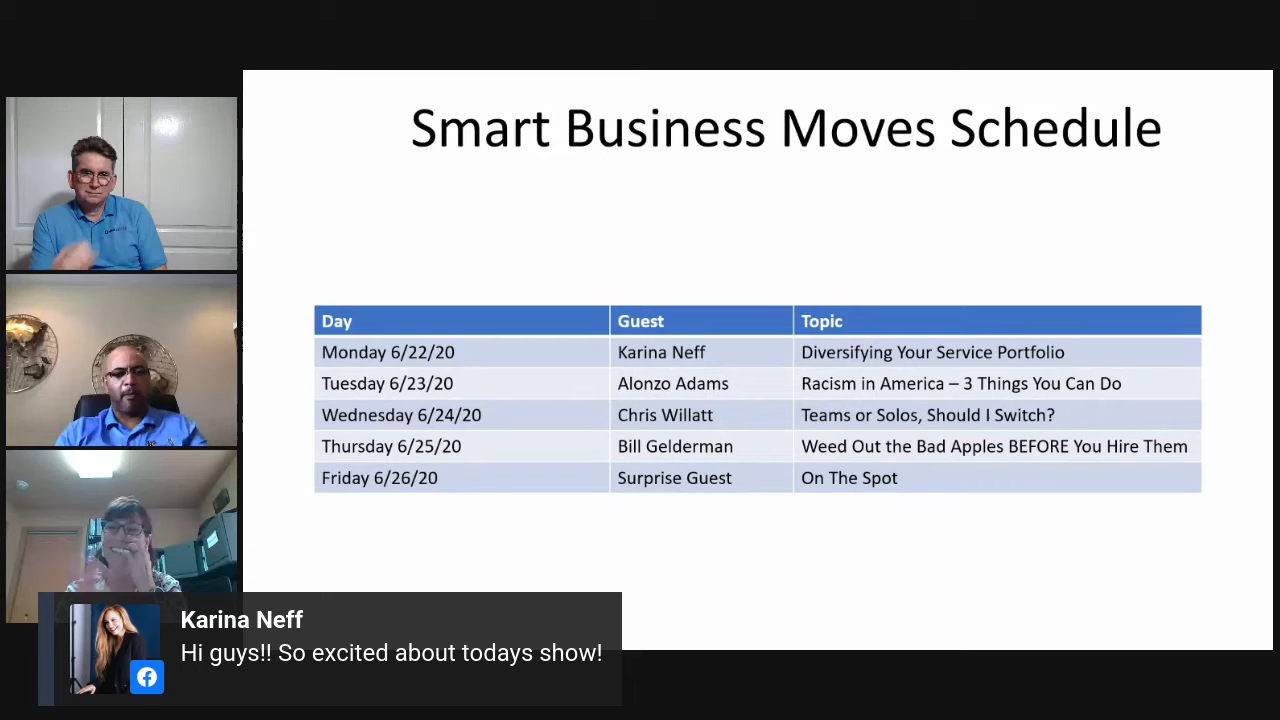 Smart Business Moves Schedule
Day Guest Topic
Monday 6/22/20 Karina Neff Diversifying Your Service Portfolio
Tuesday 6/23/20 Alonzo Adams Racism in America – 3 Things You Can Do
Wednesday 6/24/20 Chris Willatt Teams or Solos, Should I Switch?
Thursday 6/25/20 Bill Gelderman Weed Out the Bad Apples BEFORE You Hire Them
Friday 6/26/20 Surprise Guest On The Spot
Karina Neff
Hi guys!! So excited about todays show!